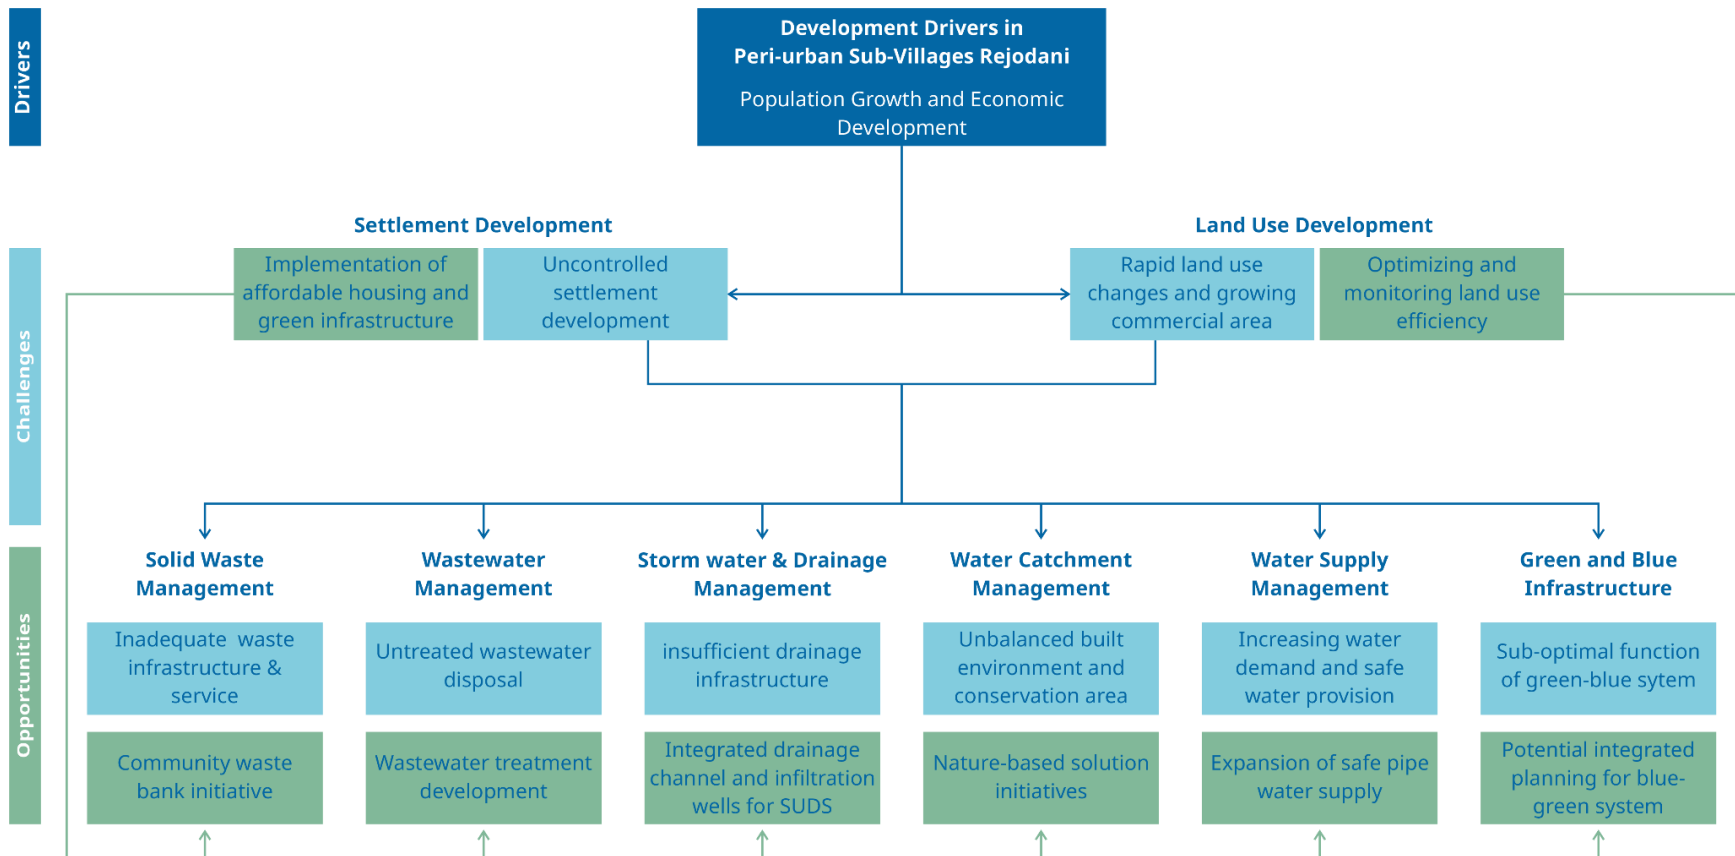 Drivers
Development Drivers in
Peri-urban Sub-Villages Rejodani
Population Growth and Economic
Development
Challenges
Settlement Development
Implementation of
affordable housing and
green infrastructure
Uncontrolled
settlement
development
Land Use Development
Rapid land use
changes and growing
commercial area
Optimizing and
monitoring land use
efficiency
Opportunities
Solid Waste
Management
Inadequate  waste
infrastructure &
service
Community waste
bank initiative
Wastewater
Management
Untreated wastewater
disposal
Wastewater treatment
development
Storm water & Drainage
Management
insufficient drainage
infrastructure
Integrated drainage
channel and infiltration
wells for SUDS
Water Catchment
Management
Unbalanced built
environment and
conservation area
Nature-based solution
initiatives
Water Supply
Management
Increasing water
demand and safe
water provision
Expansion of safe pipe
water supply
Green and Blue
Infrastructure
Sub-optimal function
of green-blue sytem
Potential integrated
planning for blue-
green system